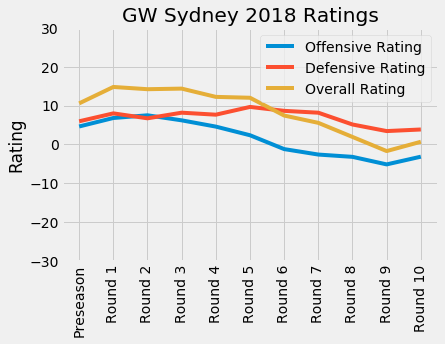 GW Sydney 2018 Ratings
30
20
10
0
−10
−20
−30
Rating
Offensive Rating
Defensive Rating
Overall Rating
Preseason
Round 1
Round 2
Round 3
Round 4
Round 5
Round 6
Round 7
Round 8
Round 9
Round 10